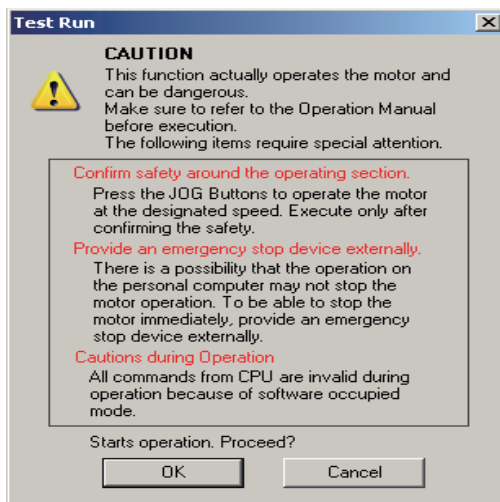 Test Run
CAUTION
This function actually operates the motor and
can be dangerous.
Make sure to refer to the Operation Manual
before execution.
The following items require special attention.
Confirm safety around the operating section.
Press the JOG Buttons to operate the motor
at the designated speed. Execute only after
confirming the safety.
Provide an emergency stop device externally.
There is a possibility that the operation on
the personal computer may not stop the
motor operation. To be able to stop the
motor immediately, provide an emergency
stop device externally.
Cautions during Operation
All commands from CPU are invalid during
operation because of software occupied
mode.
Starts operation. Proceed?
OK
Cancel